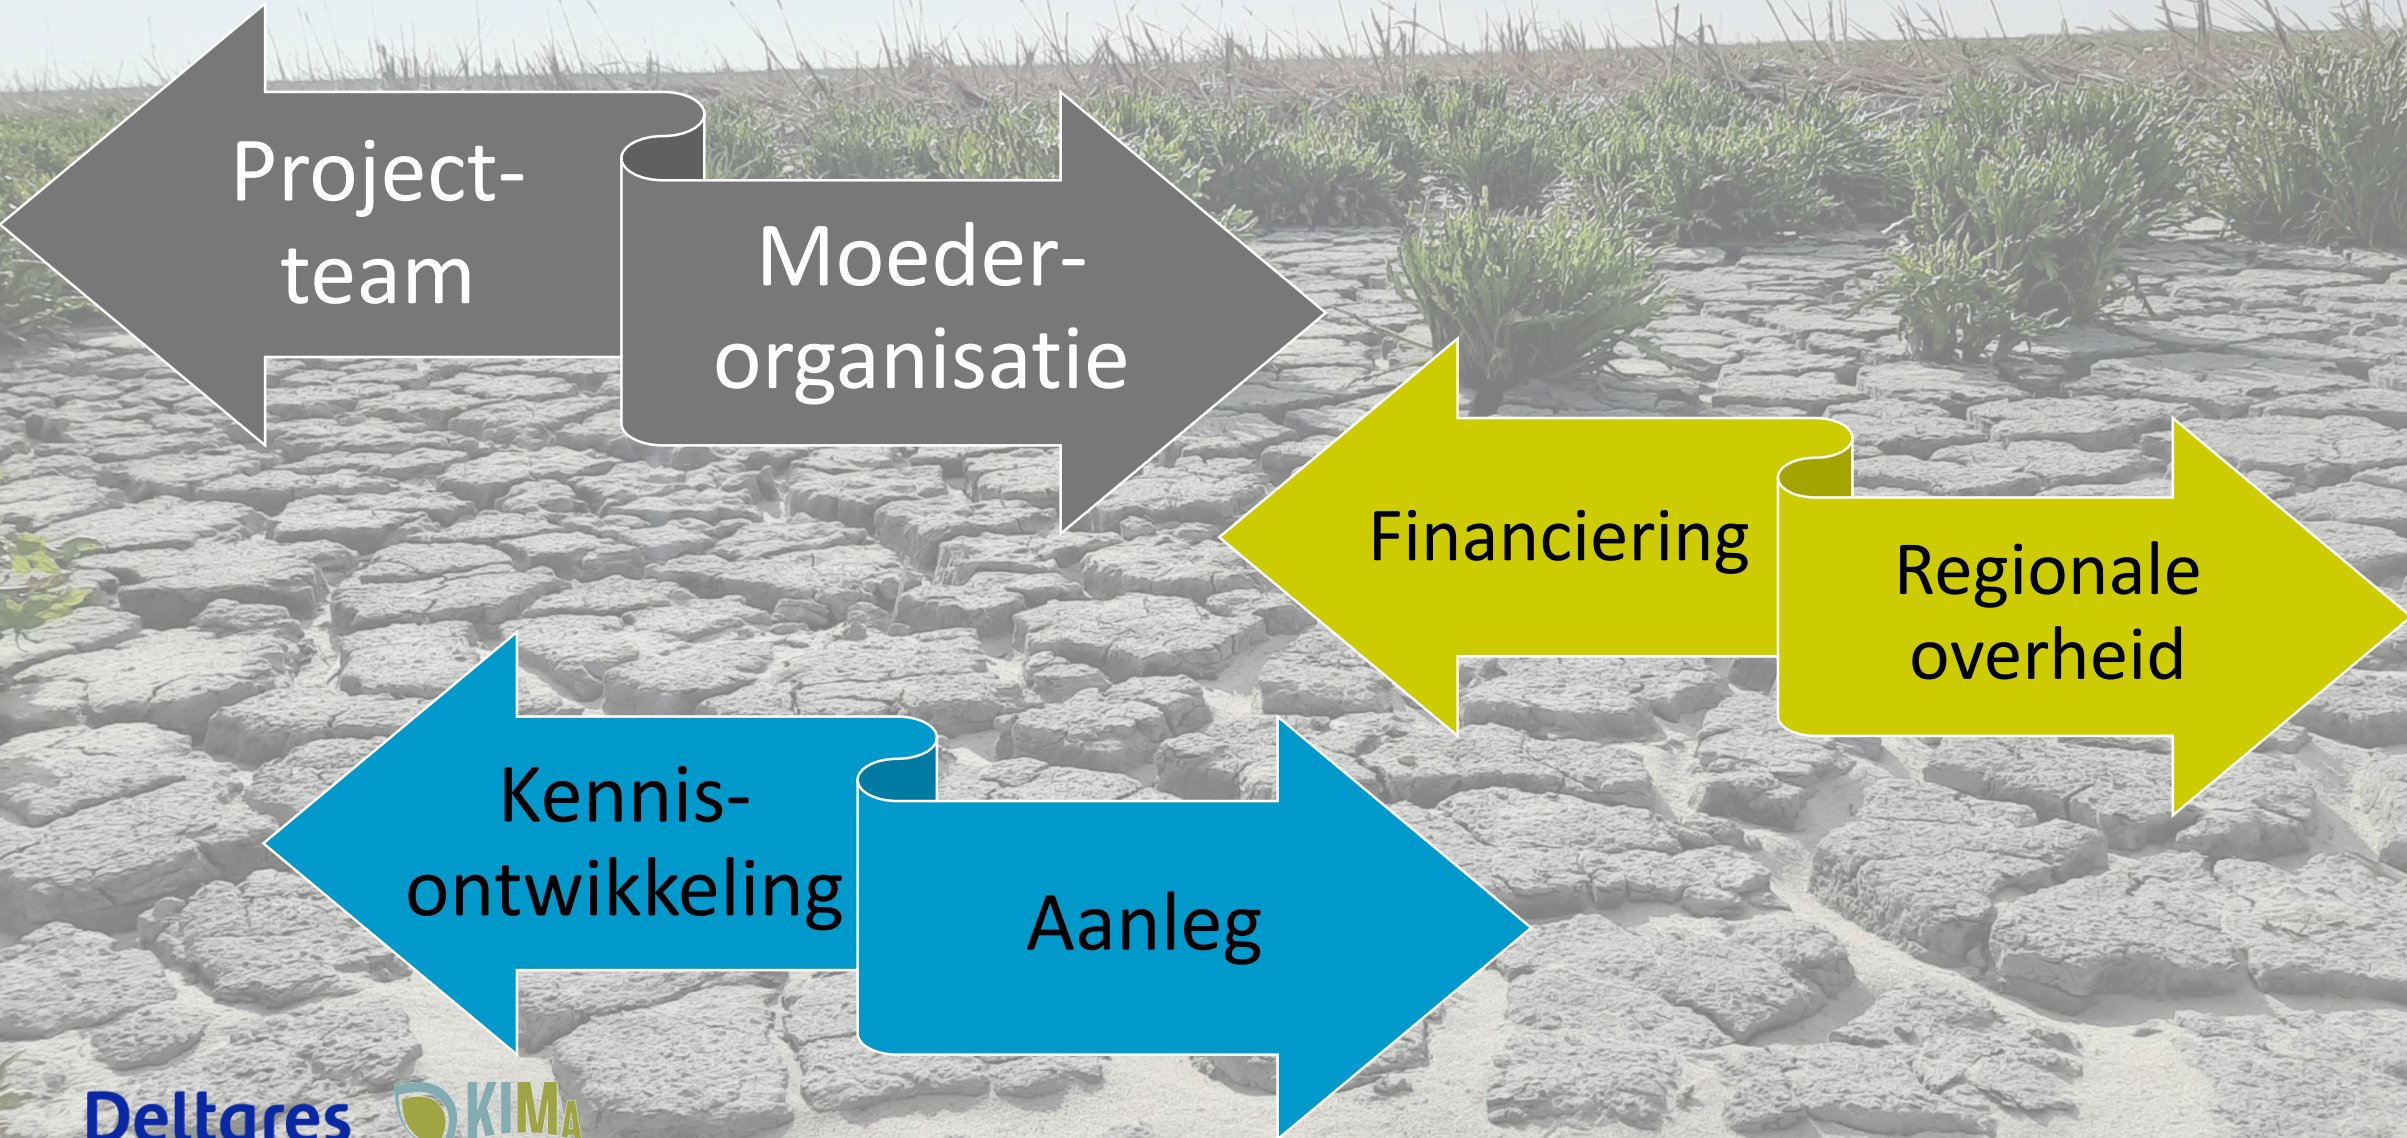 Project-
team
Moeder-
organisatie
Financiering
Regionale
overheid
Kennis-
ontwikkeling
Aanleg
Deltares
KIMA